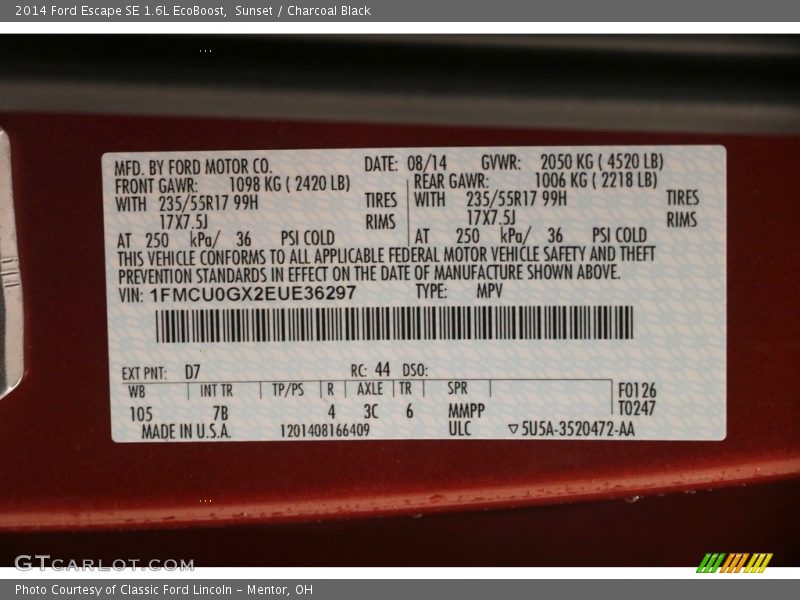 2014 Ford Escape SE 1.6L EcoBoost, Sunset / Charcoal Black
MFD. BY FORD MOTOR CO. DATE: 08/14 GVWR: 2050 KG ( 4520 LB)
FRONT GAWR: 1098 KG ( 2420 LB) REAR GAWR: 1006 KG ( 2218 LB)
WITH 235/55R17 99H TIRES WITH 235/55R17 99H TIRES
17X7.5J RIMS 17X7.5J RIMS
AT 250 kPa/ 36 PSI COLD AT 250 kPa/ 36 PSI COLD
THIS VEHICLE CONFORMS TO ALL APPLICABLE FEDERAL MOTOR VEHICLE SAFETY AND THEFT
PREVENTION STANDARDS IN EFFECT ON THE DATE OF MANUFACTURE SHOWN ABOVE.
VIN: 1FMCU0GX2EUE36297 TYPE: MPV
EXT PNT: D7 RC: 44 DSO:
WB INT TR TP/PS R AXLE TR SPR F0126
105 7B 4 3C 6 MMPP T0247
MADE IN U.S.A. 1201408166409 ULC ▽5U5A-3520472-AA
GTCARLOT.COM
Photo Courtesy of Classic Ford Lincoln - Mentor, OH